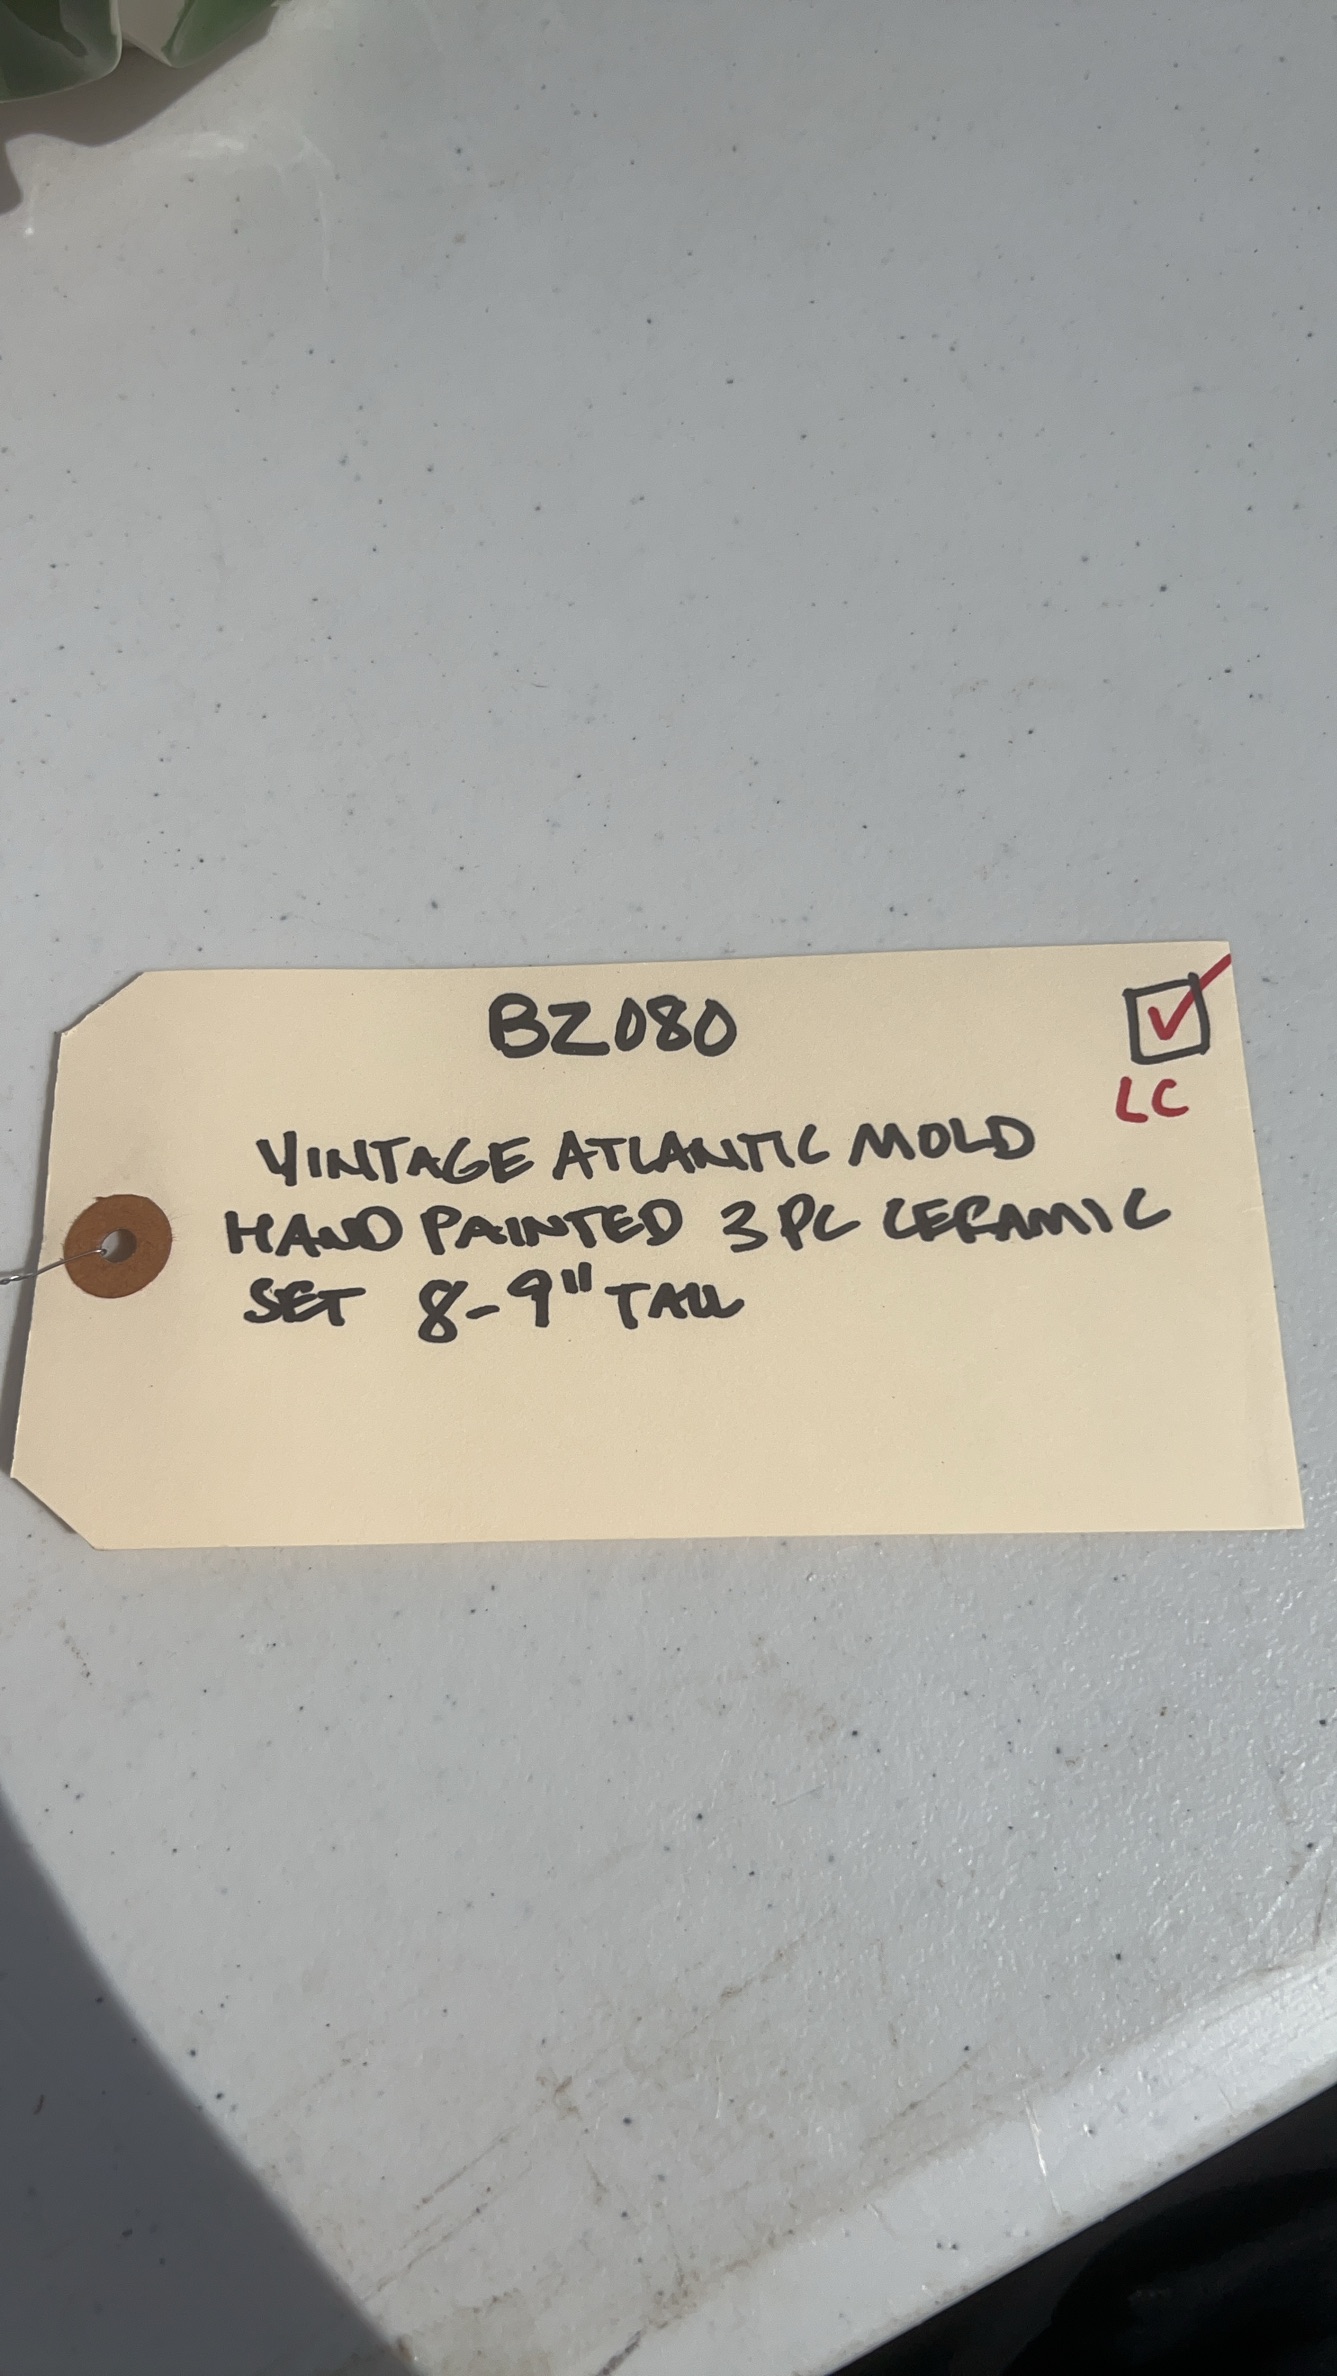 BZ080
LC
VINTAGE ATLANTIC MOLD
HAND PAINTED 3 PC CERAMIC
SET 8-9" TALL